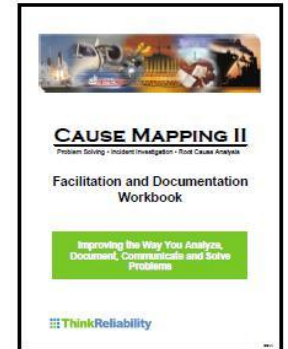 CAUSE MAPPING II
Problem Solving • Incident Investigation • Root Cause Analysis
Facilitation and Documentation
Workbook
Improving the Way You Analyze,
Document, Communicate and Solve
Problems
ThinkReliability